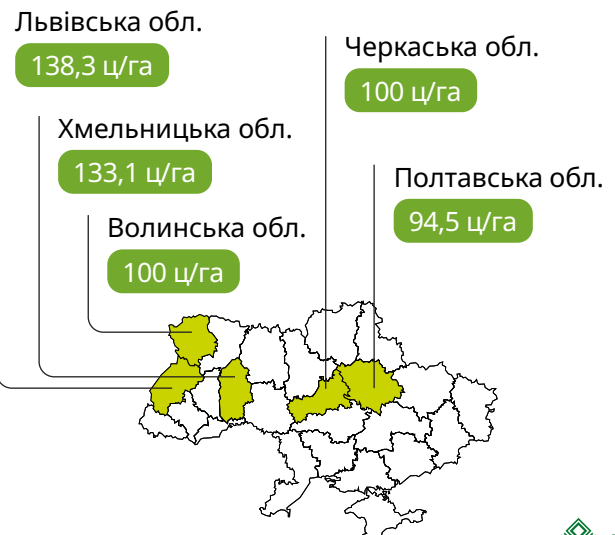 Львівська обл.
138,3 ц/га
Хмельницька обл.
133,1 ц/га
Волинська обл.
100 ц/га
Черкаська обл.
100 ц/га
Полтавська обл.
94,5 ц/га